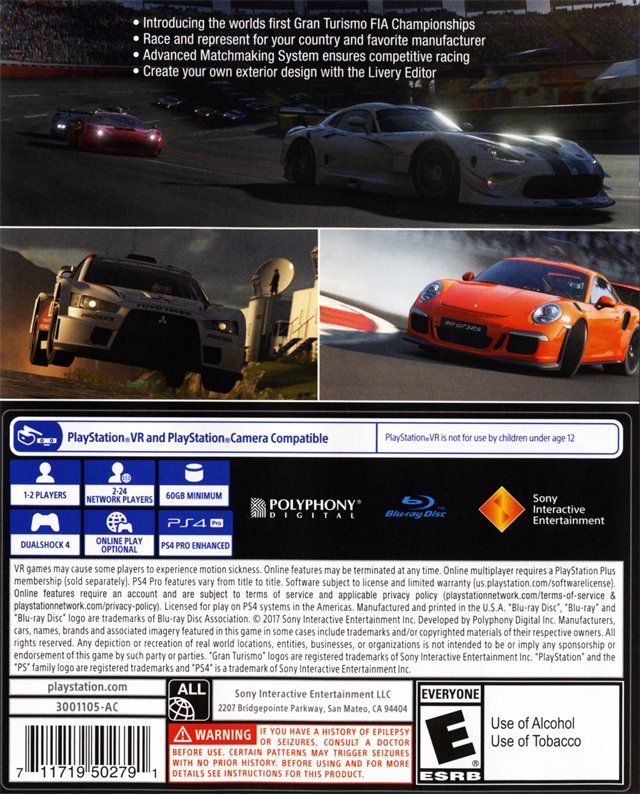 • Introducing the worlds first Gran Turismo FIA Championships
• Race and represent for your country and favorite manufacturer
• Advanced Matchmaking System ensures competitive racing
• Create your own exterior design with the Livery Editor
TOYO TIRES
PROXES
PROXEL
PlayStation®VR and PlayStation®Camera Compatible
PlayStation®VR is not for use by children under age 12
1-2 PLAYERS
2-24
NETWORK PLAYERS
60GB MINIMUM
DUALSHOCK 4
ONLINE PLAY
OPTIONAL
PS4 Pro
PS4 PRO ENHANCED
POLYPHONY®
DIGITAL
Blu-ray Disc™
Sony
Interactive
Entertainment
VR games may cause some players to experience motion sickness. Online features may be terminated at any time. Online multiplayer requires a PlayStation Plus
membership (sold separately). PS4 Pro features vary from title to title. Software subject to license and limited warranty (us.playstation.com/softwarelicense).
Online features require an account and are subject to terms of service and applicable privacy policy (playstationnetwork.com/terms-of-service &
playstationnetwork.com/privacy-policy). Licensed for play on PS4 systems in the Americas. Manufactured and printed in the U.S.A. "Blu-ray Disc", "Blu-ray" and
"Blu-ray Disc" logo are trademarks of Blu-ray Disc Association. © 2017 Sony Interactive Entertainment Inc. Developed by Polyphony Digital Inc. Manufacturers,
cars, names, brands and associated imagery featured in this game in some cases include trademarks and/or copyrighted materials of their respective owners. All
rights reserved. Any depiction or recreation of real world locations, entities, businesses, or organizations is not intended to be or imply any sponsorship or
endorsement of this game by such party or parties. "Gran Turismo" logos are registered trademarks of Sony Interactive Entertainment Inc. "PlayStation" and the
"PS" family logo are registered trademarks and "PS4" is a trademark of Sony Interactive Entertainment Inc.
playstation.com
3001105-AC
7 11719 50279 1
ALL
Sony Interactive Entertainment LLC
2207 Bridgepointe Parkway, San Mateo, CA 94404
WARNING IF YOU HAVE A HISTORY OF EPILEPSY
OR SEIZURES, CONSULT A DOCTOR
BEFORE USE. CERTAIN PATTERNS MAY TRIGGER SEIZURES
WITH NO PRIOR HISTORY. BEFORE USING AND FOR MORE
DETAILS SEE INSTRUCTIONS FOR THIS PRODUCT.
EVERYONE
E
®
ESRB
Use of Alcohol
Use of Tobacco